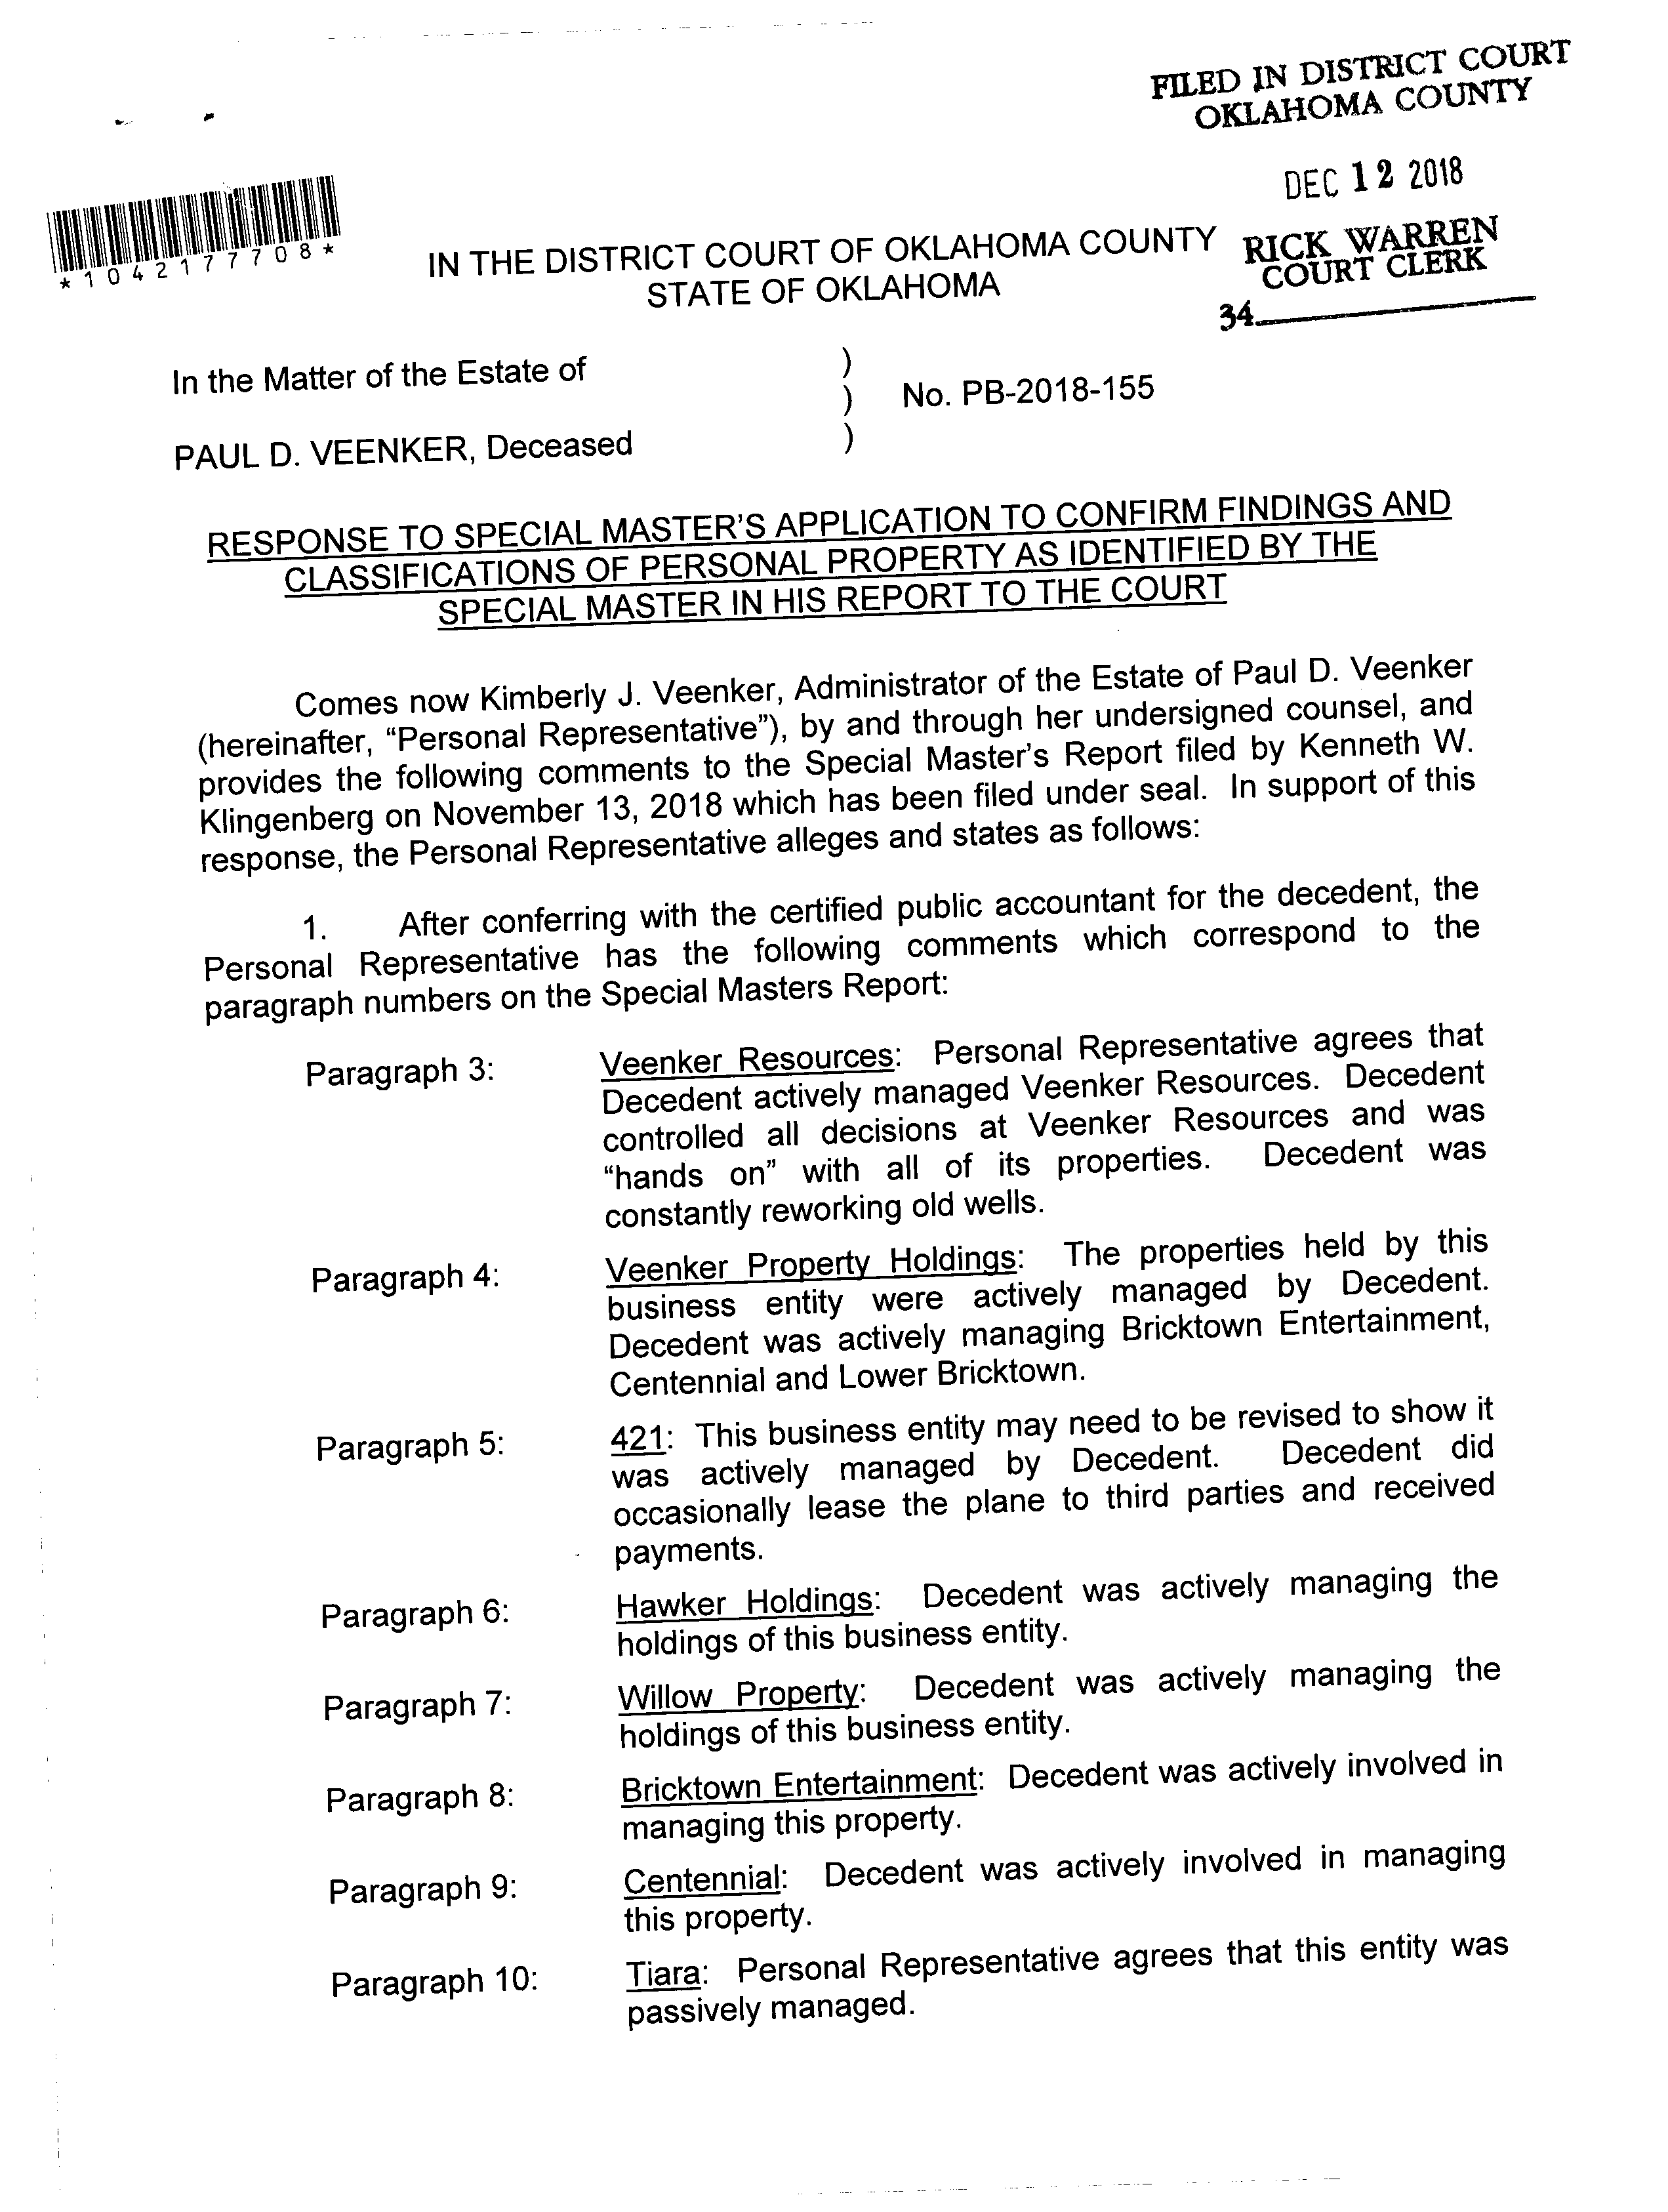 FILED IN DISTRICT COURT
OKLAHOMA COUNTY
DEC 12 2018
RICK WARREN
COURT CLERK
34
*1042177708*
IN THE DISTRICT COURT OF OKLAHOMA COUNTY
STATE OF OKLAHOMA
In the Matter of the Estate of )
) No. PB-2018-155
PAUL D. VEENKER, Deceased )
RESPONSE TO SPECIAL MASTER'S APPLICATION TO CONFIRM FINDINGS AND
CLASSIFICATIONS OF PERSONAL PROPERTY AS IDENTIFIED BY THE
SPECIAL MASTER IN HIS REPORT TO THE COURT
Comes now Kimberly J. Veenker, Administrator of the Estate of Paul D. Veenker
(hereinafter, “Personal Representative”), by and through her undersigned counsel, and
provides the following comments to the Special Master's Report filed by Kenneth W.
Klingenberg on November 13, 2018 which has been filed under seal. In support of this
response, the Personal Representative alleges and states as follows:
1. After conferring with the certified public accountant for the decedent, the
Personal Representative has the following comments which correspond to the
paragraph numbers on the Special Masters Report:
Paragraph 3: Veenker Resources: Personal Representative agrees that
Decedent actively managed Veenker Resources. Decedent
controlled all decisions at Veenker Resources and was
“hands on” with all of its properties. Decedent was
constantly reworking old wells.
Paragraph 4: Veenker Property Holdings: The properties held by this
business entity were actively managed by Decedent.
Decedent was actively managing Bricktown Entertainment,
Centennial and Lower Bricktown.
Paragraph 5: 421: This business entity may need to be revised to show it
was actively managed by Decedent. Decedent did
occasionally lease the plane to third parties and received
payments.
Paragraph 6: Hawker Holdings: Decedent was actively managing the
holdings of this business entity.
Paragraph 7: Willow Property: Decedent was actively managing the
holdings of this business entity.
Paragraph 8: Bricktown Entertainment: Decedent was actively involved in
managing this property.
Paragraph 9: Centennial: Decedent was actively involved in managing
this property.
Paragraph 10: Tiara: Personal Representative agrees that this entity was
passively managed.